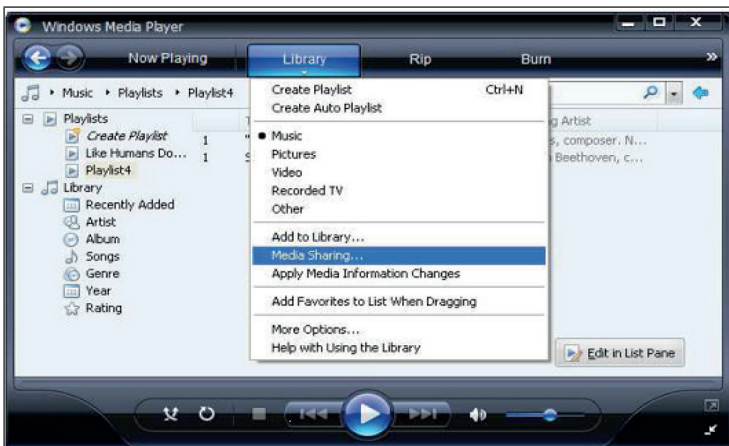 Windows Media Player
Now Playing Library Rip Burn »
Music Playlists Playlist4
Playlists
Create Playlist 1
Like Humans Do... 1
Playlist4
Library
Recently Added
Artist
Album
Songs
Genre
Year
Rating
Create Playlist Ctrl+N
Create Auto Playlist
Music
Pictures
Video
Recorded TV
Other
Add to Library...
Media Sharing...
Apply Media Information Changes
Add Favorites to List When Dragging
More Options...
Help with Using the Library
Artist
composer. N...
Beethoven, c...
Edit in List Pane